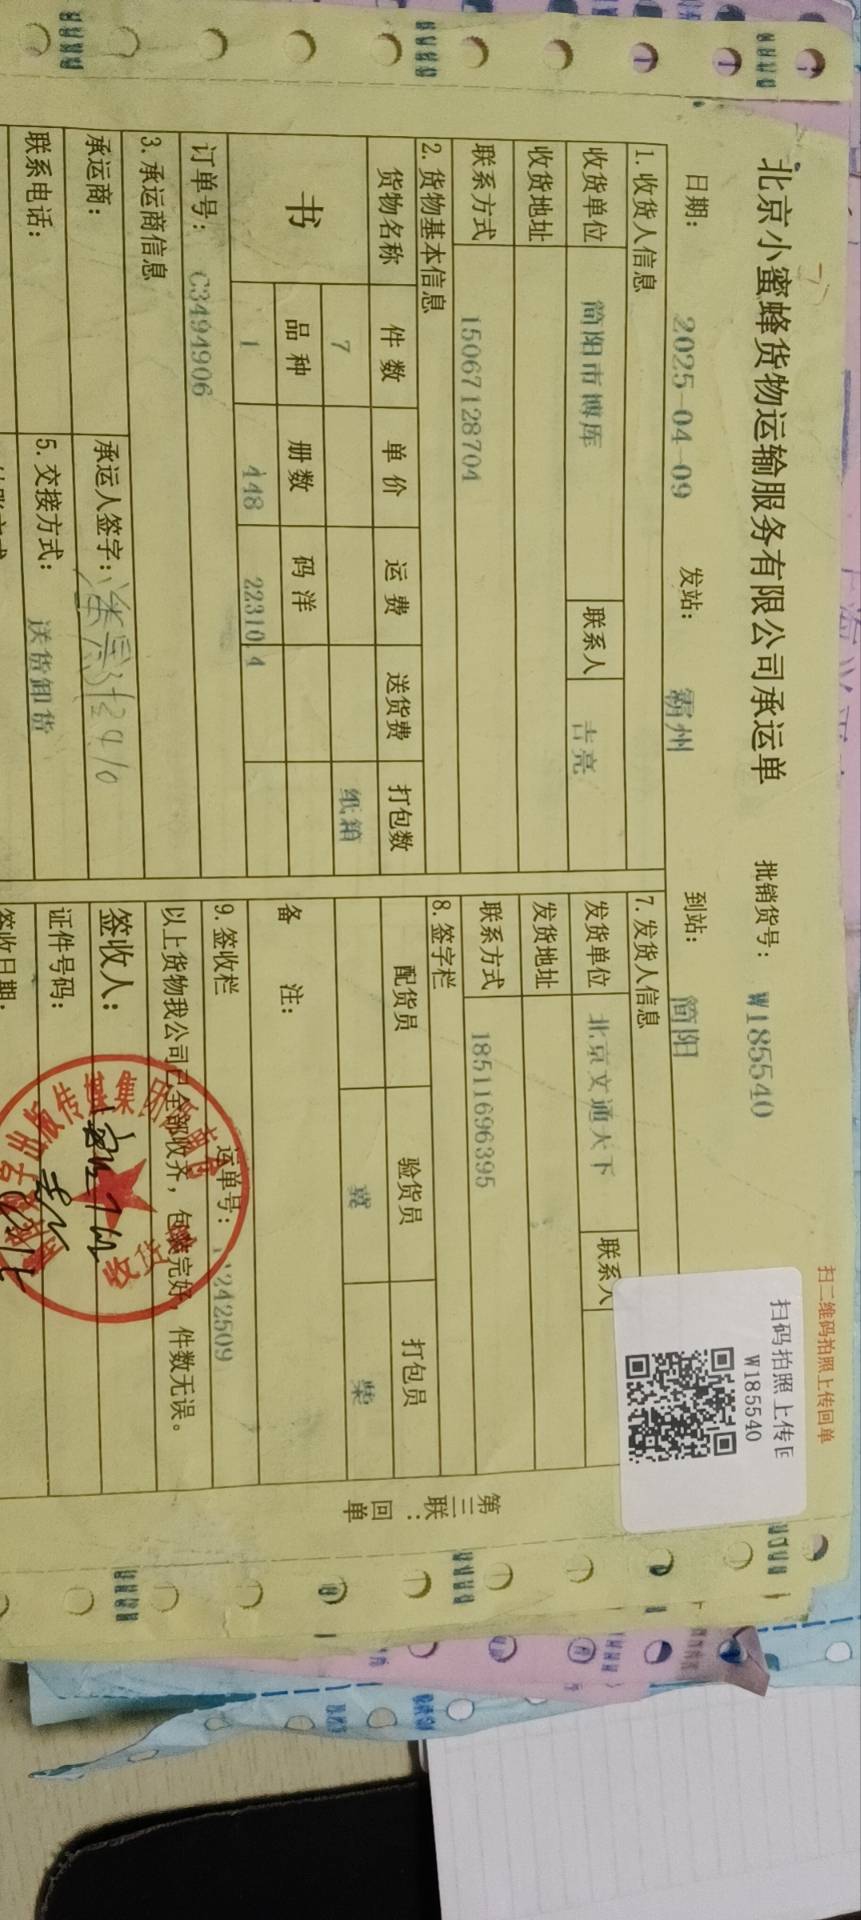 扫二维码拍照上传回单
扫码拍照上传
W185540
北京小蜜蜂货物运输服务有限公司承运单 批销货号: W185540
日期: 2025-04-09 发站: 霸州 到站: 简阳
1. 收货人信息
收货单位 简阳市博库 联系人 吉亮
收货地址
联系方式 15067128704
2. 货物基本信息
货物名称 件数 单价 运费 送货费 打包数
书 7 纸箱
品种 册数 码洋
1 448 22310.4
订单号: C3494906
3. 承运商信息
承运商: 承运人签字:
联系电话: 5. 交接方式: 送货卸货
7. 发货人信息
发货单位 北京文通天下 联系人
发货地址
联系方式 18511696395
8. 签字栏
配货员 验货员 打包员
冀 柴
备 注:
9. 签收栏 运单号: 242509
以上货物我公司已全部收齐，包装完好，件数无误。
签收人:
证件号码:
签收日期:
第三联：回单